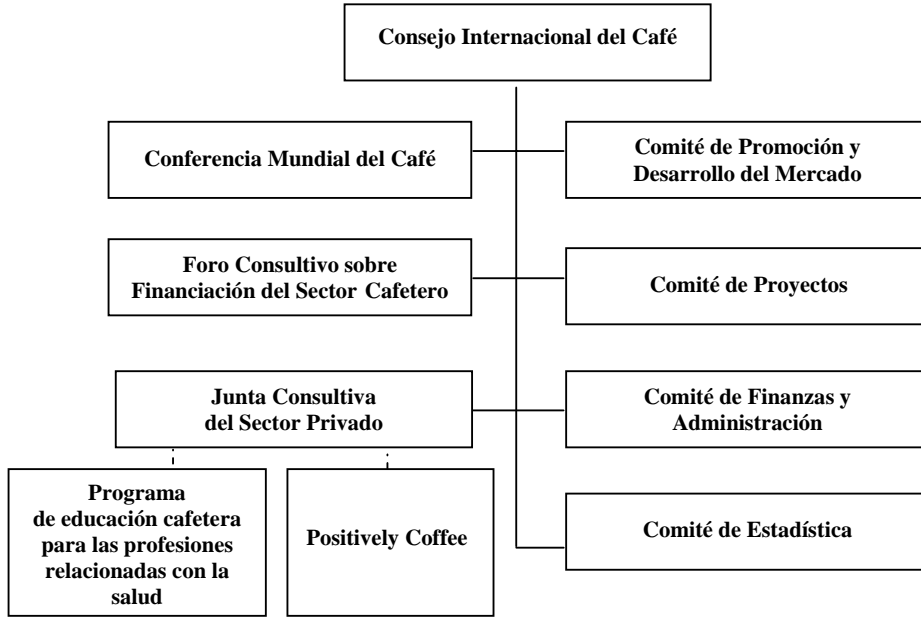 Consejo Internacional del Café
Conferencia Mundial del Café
Comité de Promoción y
Desarrollo del Mercado
Foro Consultivo sobre
Financiación del Sector Cafetero
Comité de Proyectos
Junta Consultiva
del Sector Privado
Comité de Finanzas y
Administración
Programa
de educación cafetera
para las profesiones
relacionadas con la
salud
Positively Coffee
Comité de Estadística